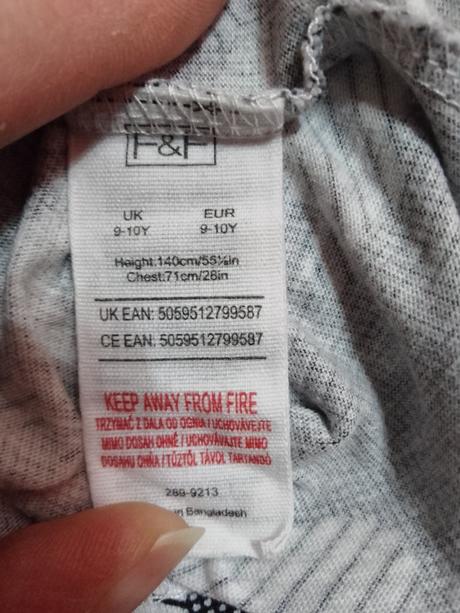 F&F
UK EUR
9-10Y 9-10Y
Height:140cm/55¼in
Chest:71cm/28in
UK EAN: 5059512799587
CE EAN: 5059512799587
KEEP AWAY FROM FIRE
TRZYMAĆ Z DALA OD OGNIA / UCHOVÁVEJTE
MIMO DOSAH OHNĚ / UCHOVÁVAJTE MIMO
DOSAHU OHŇA / TŰZTŐL TÁVOL TARTANDÓ
289-9213
in Bangladesh